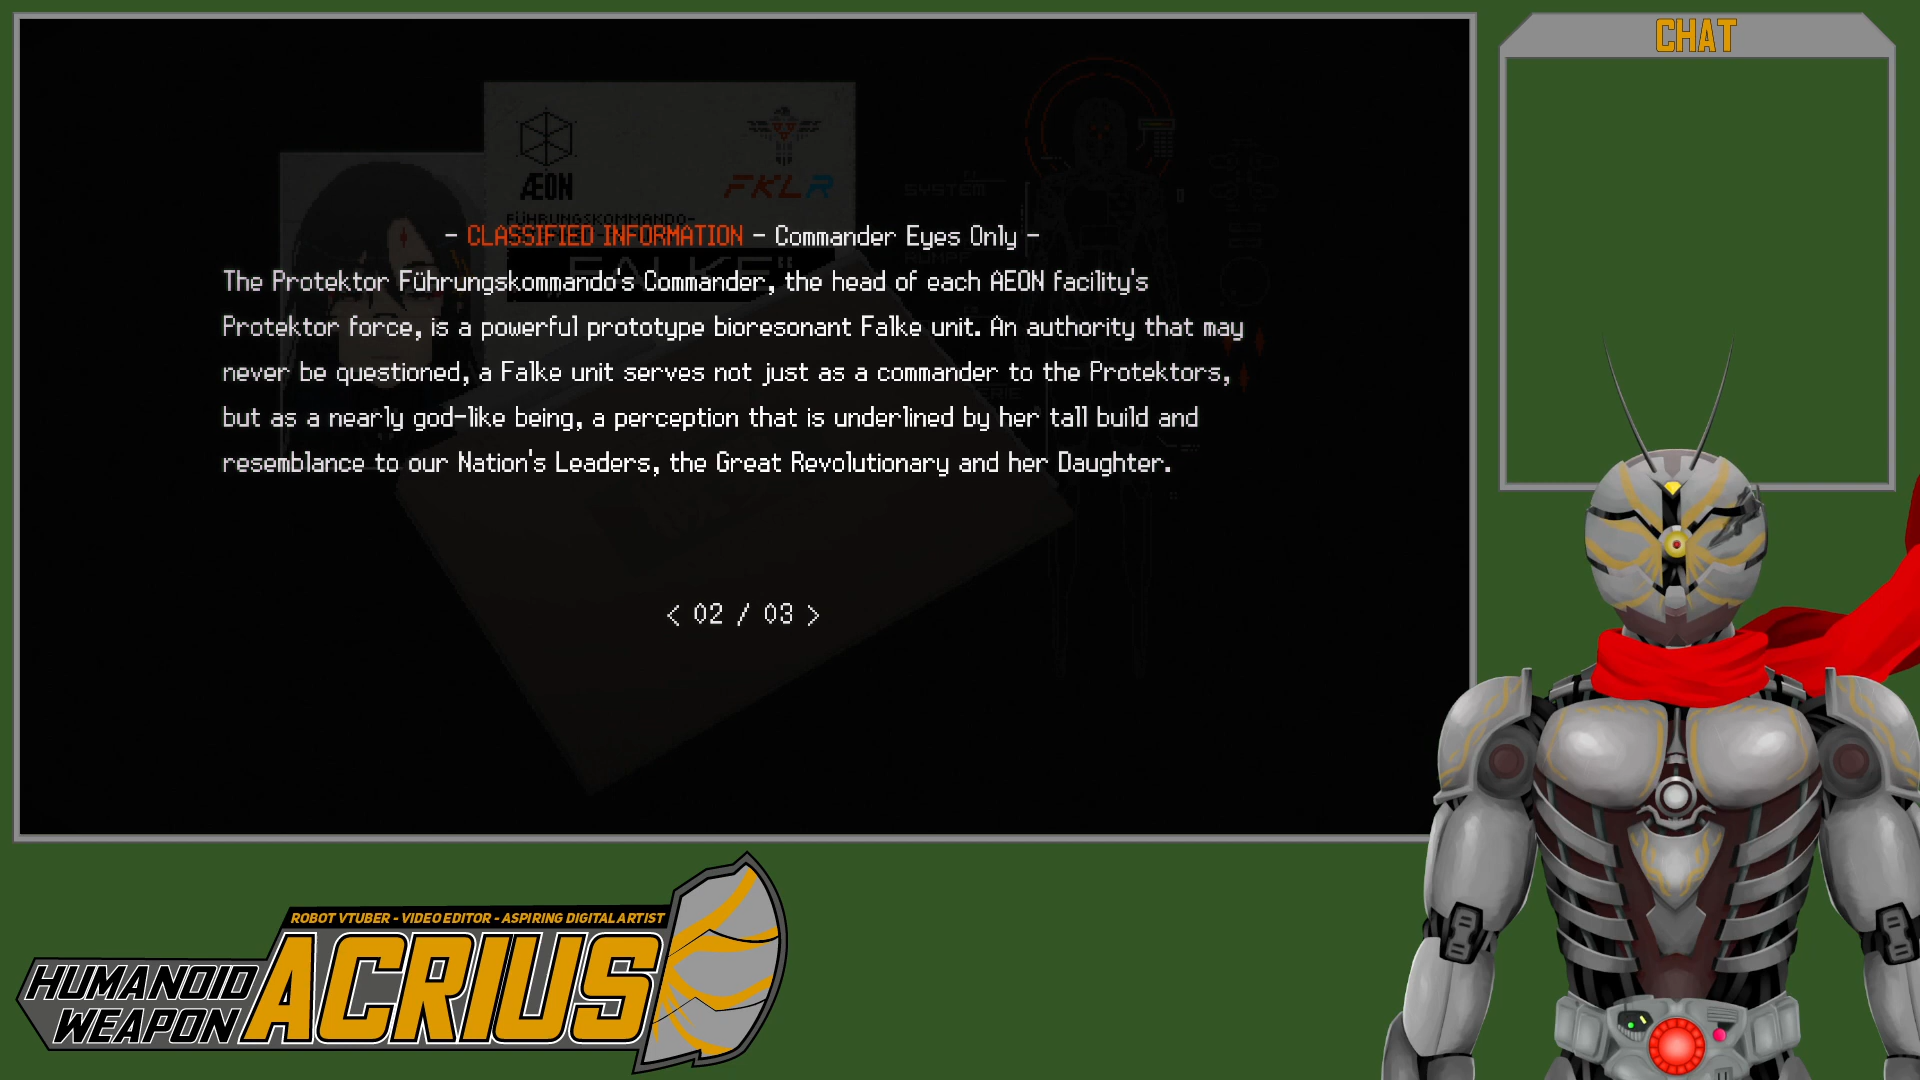 CHAT
ÆON
FKLR
FÜHRUNGSKOMMANDO-
SYSTEM
- CLASSIFIED INFORMATION - Commander Eyes Only -
RUMPF
FALKE"
The Protektor Führungskommando's Commander, the head of each AEON facility's
Protektor force, is a powerful prototype bioresonant Falke unit. An authority that may
never be questioned, a Falke unit serves not just as a commander to the Protektors,
but as a nearly god-like being, a perception that is underlined by her tall build and
resemblance to our Nation's Leaders, the Great Revolutionary and her Daughter.
< 02 / 03 >
ROBOT VTUBER - VIDEO EDITOR - ASPIRING DIGITAL ARTIST
HUMANOID
WEAPON
ACRIUS